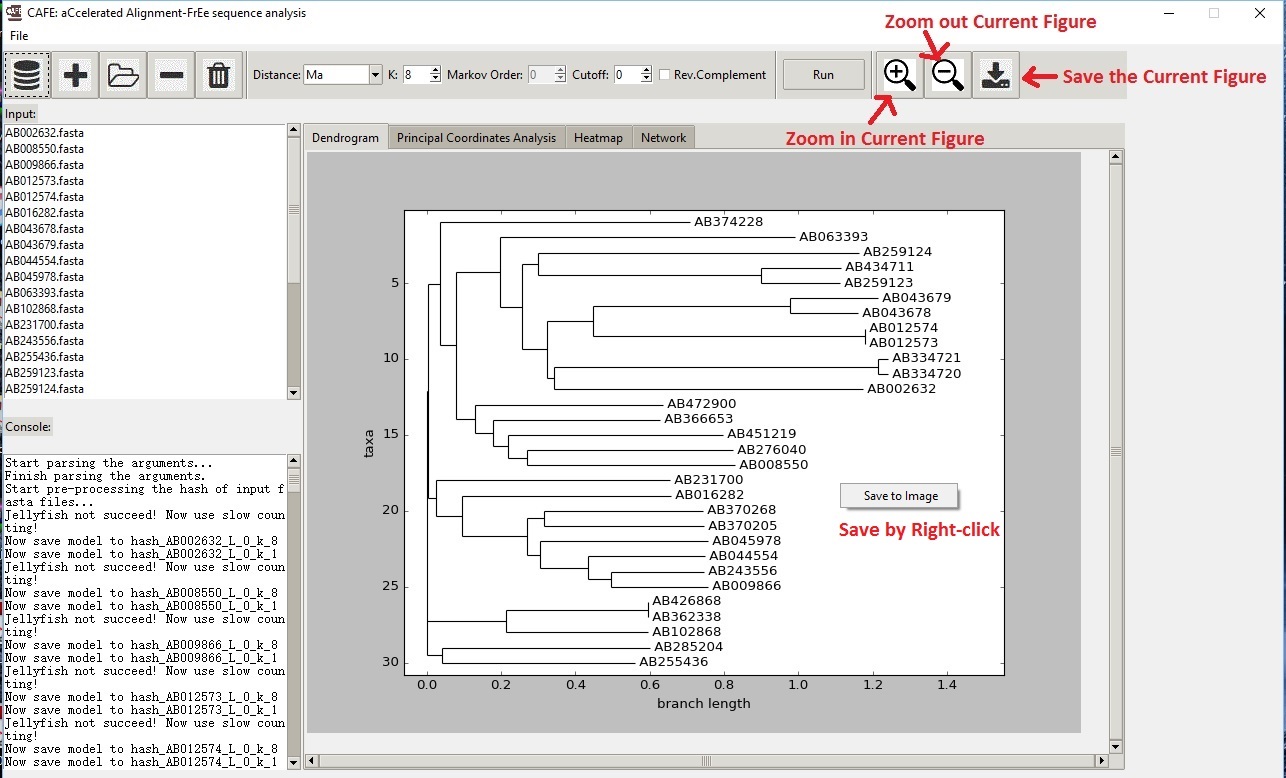 CAFE: aCcelerated Alignment-FrEe sequence analysis
File
Zoom out Current Figure
Distance: Ma K: 8 Markov Order: 0 Cutoff: 0 Rev.Complement Run
Save the Current Figure
Zoom in Current Figure
Input:
AB002632.fasta
AB008550.fasta
AB009866.fasta
AB012573.fasta
AB012574.fasta
AB016282.fasta
AB043678.fasta
AB043679.fasta
AB044554.fasta
AB045978.fasta
AB063393.fasta
AB102868.fasta
AB231700.fasta
AB243556.fasta
AB255436.fasta
AB259123.fasta
AB259124.fasta
Console:
Start parsing the arguments...
Finish parsing the arguments.
Start pre-processing the hash of input f
asta files...
Jellyfish not succeed! Now use slow coun
ting!
Now save model to hash_AB002632_L_0_k_8
Now save model to hash_AB002632_L_0_k_1
Jellyfish not succeed! Now use slow coun
ting!
Now save model to hash_AB008550_L_0_k_8
Now save model to hash_AB008550_L_0_k_1
Jellyfish not succeed! Now use slow coun
ting!
Now save model to hash_AB009866_L_0_k_8
Now save model to hash_AB009866_L_0_k_1
Jellyfish not succeed! Now use slow coun
ting!
Now save model to hash_AB012573_L_0_k_8
Now save model to hash_AB012573_L_0_k_1
Jellyfish not succeed! Now use slow coun
ting!
Now save model to hash_AB012574_L_0_k_8
Now save model to hash_AB012574_L_0_k_1
Dendrogram Principal Coordinates Analysis Heatmap Network
AB374228
AB063393
AB259124
AB434711
AB259123
AB043679
AB043678
AB012574
AB012573
AB334721
AB334720
AB002632
AB472900
AB366653
AB451219
AB276040
AB008550
AB231700
AB016282
AB370268
AB370205
AB045978
AB044554
AB243556
AB009866
AB426868
AB362338
AB102868
AB285204
AB255436
5
10
15
20
25
30
taxa
0.0 0.2 0.4 0.6 0.8 1.0 1.2 1.4
branch length
Save to Image
Save by Right-click